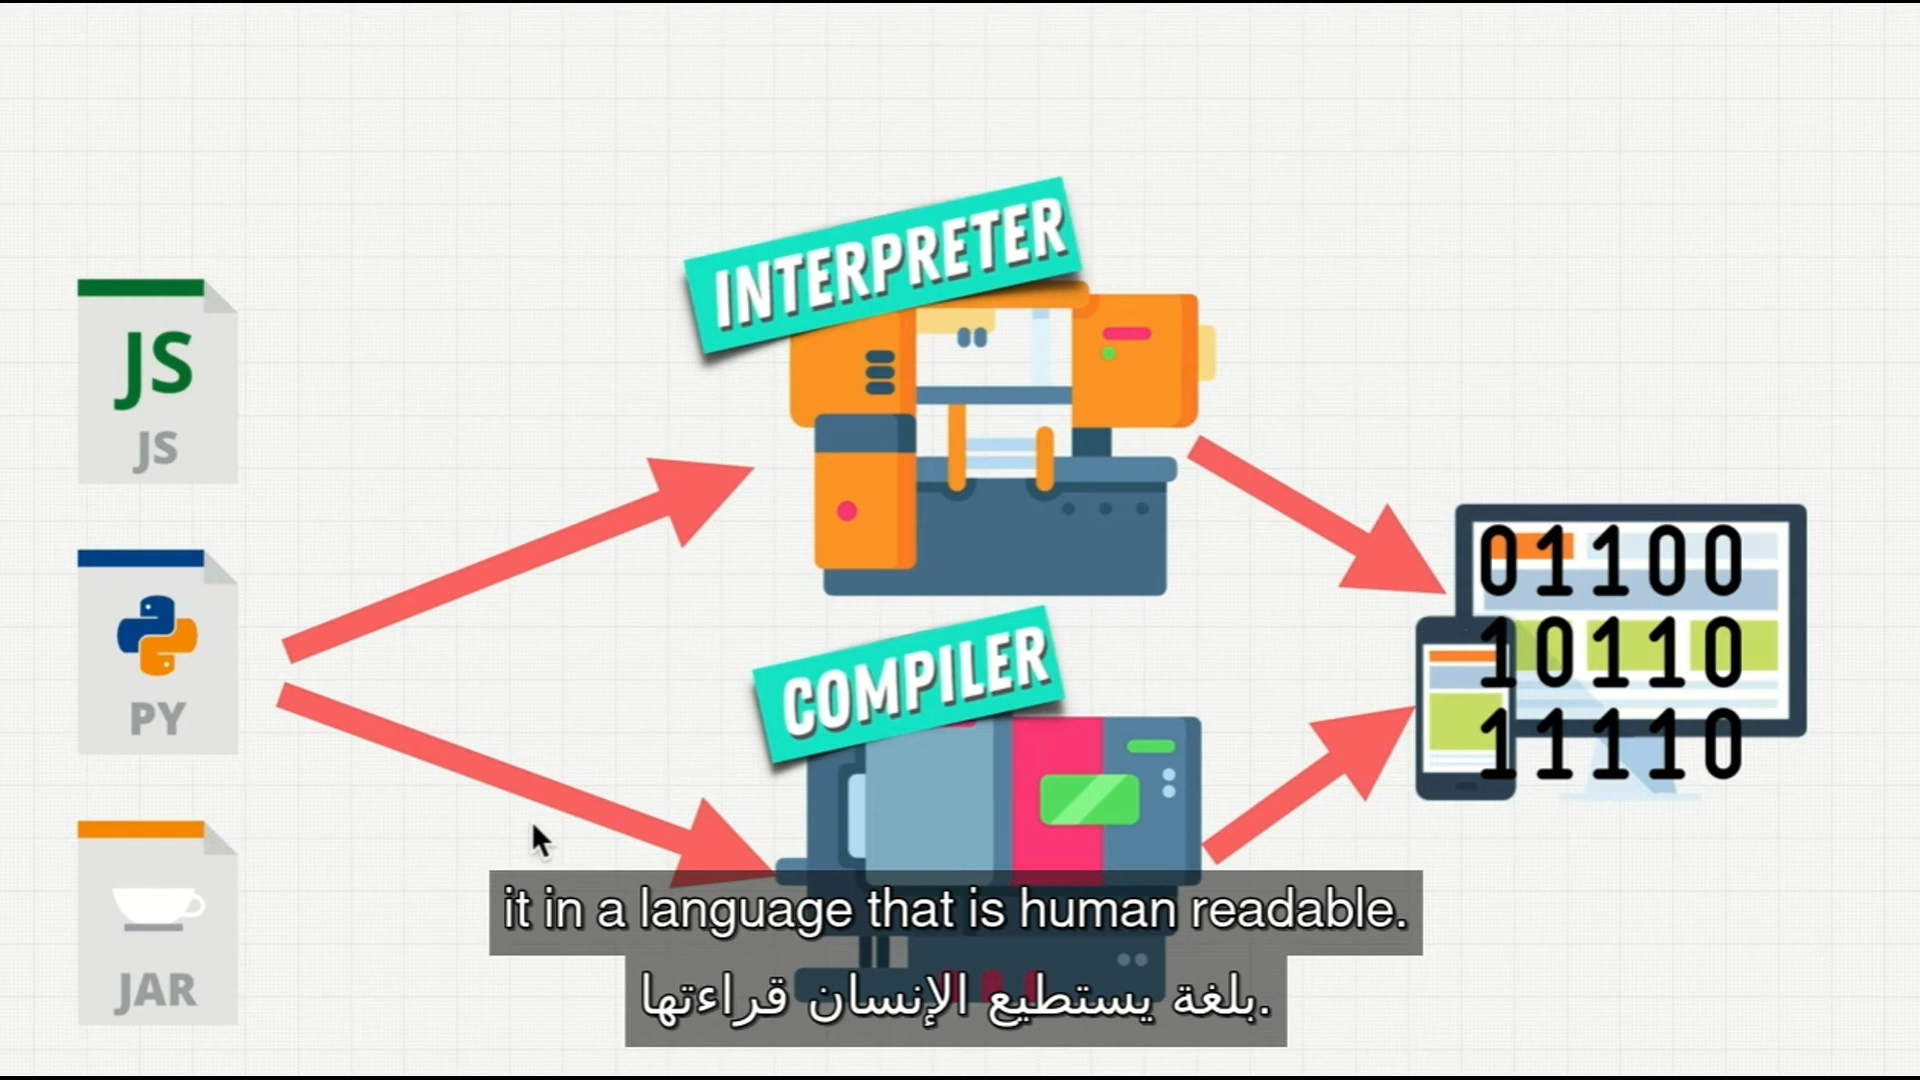 INTERPRETER
JS
JS
01100
10110
11110
PY
COMPILER
JAR
it in a language that is human readable.
بلغة يستطيع الإنسان قراءتها.